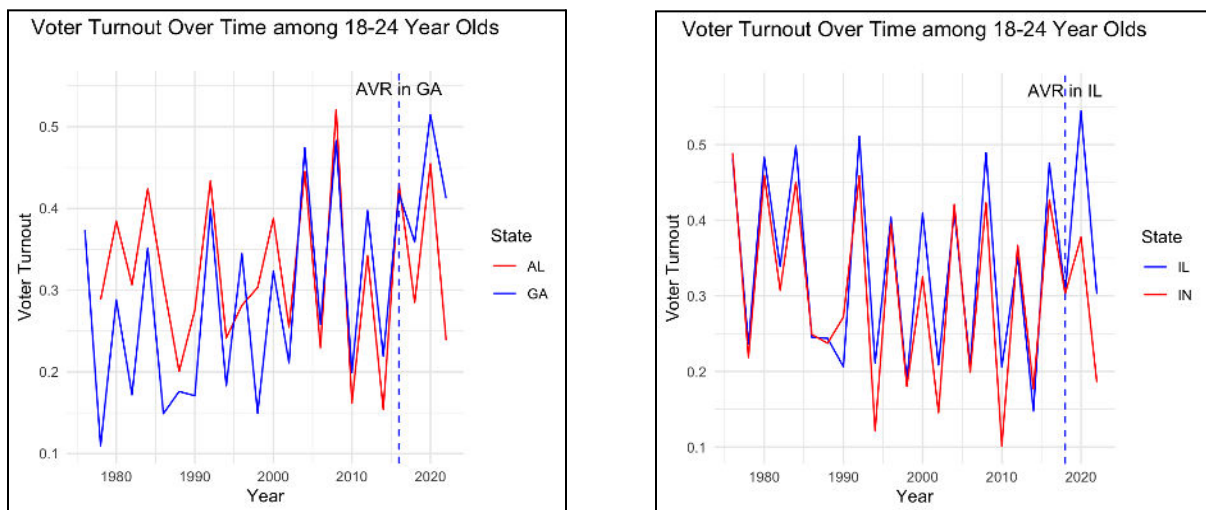 Voter Turnout Over Time among 18-24 Year Olds
AVR in GA
0.5
0.4
0.3
0.2
0.1
Voter Turnout
1980 1990 2000 2010 2020
Year
State
AL
GA
Voter Turnout Over Time among 18-24 Year Olds
AVR in IL
0.5
0.4
0.3
0.2
0.1
Voter Turnout
1980 1990 2000 2010 2020
Year
State
IL
IN